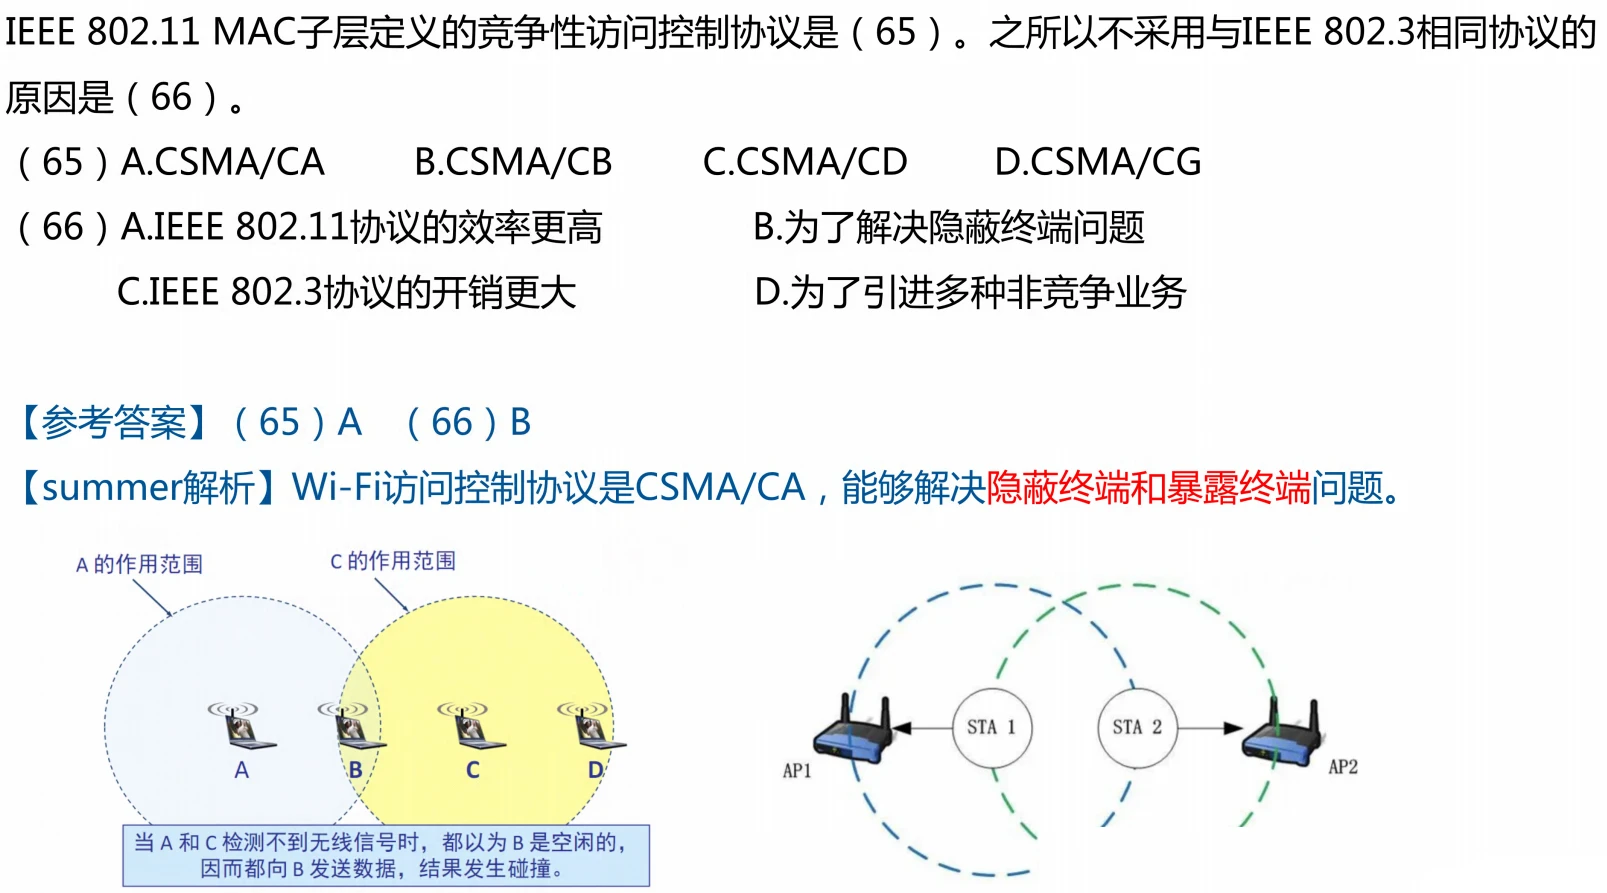 IEEE 802.11 MAC子层定义的竞争性访问控制协议是（65）。之所以不采用与IEEE 802.3相同协议的
原因是（66）。
（65）A.CSMA/CA B.CSMA/CB C.CSMA/CD D.CSMA/CG
（66）A.IEEE 802.11协议的效率更高 B.为了解决隐蔽终端问题
C.IEEE 802.3协议的开销更大 D.为了引进多种非竞争业务
【参考答案】（65）A （66）B
【summer解析】Wi-Fi访问控制协议是CSMA/CA，能够解决隐蔽终端和暴露终端问题。
A 的作用范围 C 的作用范围
A B C D
当 A 和 C 检测不到无线信号时，都以为 B 是空闲的，
因而都向 B 发送数据，结果发生碰撞。
STA 1 STA 2
AP1 AP2